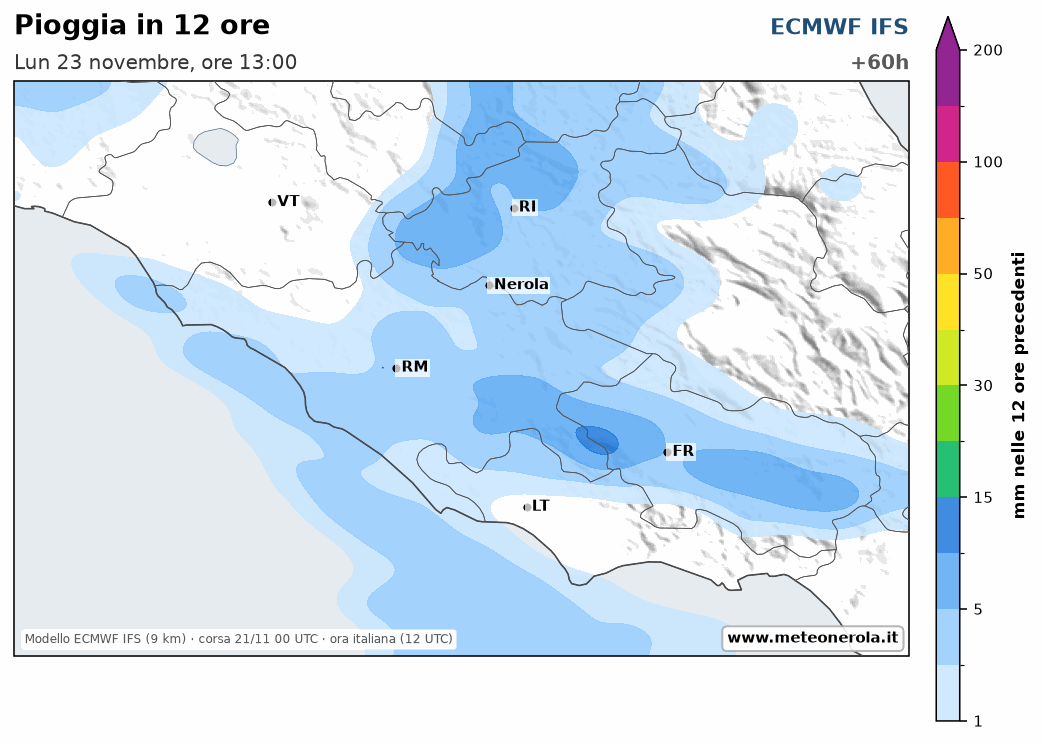 Pioggia in 12 ore
ECMWF IFS
Lun 23 novembre, ore 13:00
+60h
VT
RI
Nerola
RM
FR
LT
Modello ECMWF IFS (9 km) · corsa 21/11 00 UTC · ora italiana (12 UTC)
www.meteonerola.it
200
100
50
30
15
5
1
mm nelle 12 ore precedenti